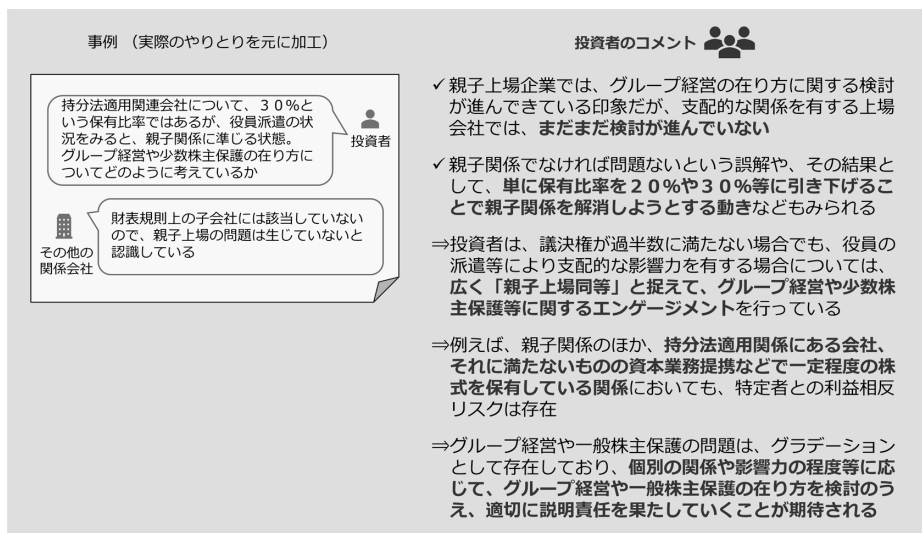 事例 （実際のやりとりを元に加工）
持分法適用関連会社について、３０％と
いう保有比率ではあるが、役員派遣の状
況をみると、親子関係に準じる状態。
グループ経営や少数株主保護の在り方に
ついてどのように考えているか
投資者
財表規則上の子会社には該当していない
ので、親子上場の問題は生じていないと
認識している
その他の
関係会社
投資者のコメント
✓ 親子上場企業では、グループ経営の在り方に関する検討
が進んできている印象だが、支配的な関係を有する上場
会社では、まだまだ検討が進んでいない
✓ 親子関係でなければ問題ないという誤解や、その結果と
して、単に保有比率を２０％や３０％等に引き下げるこ
とで親子関係を解消しようとする動きなどもみられる
⇒投資者は、議決権が過半数に満たない場合でも、役員の
派遣等により支配的な影響力を有する場合については、
広く「親子上場同等」と捉えて、グループ経営や少数株
主保護等に関するエンゲージメントを行っている
⇒例えば、親子関係のほか、持分法適用関係にある会社、
それに満たないものの資本業務提携などで一定程度の株
式を保有している関係においても、特定者との利益相反
リスクは存在
⇒グループ経営や一般株主保護の問題は、グラデーション
として存在しており、個別の関係や影響力の程度等に応
じて、グループ経営や一般株主保護の在り方を検討のう
え、適切に説明責任を果たしていくことが期待される